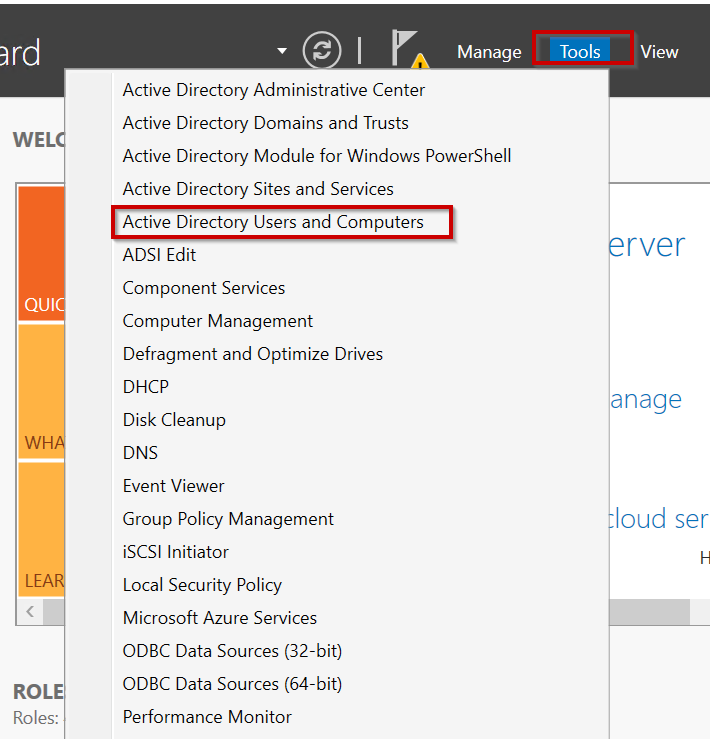 ard
Manage
Tools
View
WELC
Active Directory Administrative Center
Active Directory Domains and Trusts
Active Directory Module for Windows PowerShell
Active Directory Sites and Services
Active Directory Users and Computers
ADSI Edit
Component Services
Computer Management
Defragment and Optimize Drives
DHCP
Disk Cleanup
DNS
Event Viewer
Group Policy Management
iSCSI Initiator
Local Security Policy
Microsoft Azure Services
ODBC Data Sources (32-bit)
ODBC Data Sources (64-bit)
Performance Monitor
QUIC
WHA
LEAR
erver
anage
cloud ser
H
ROLE
Roles: